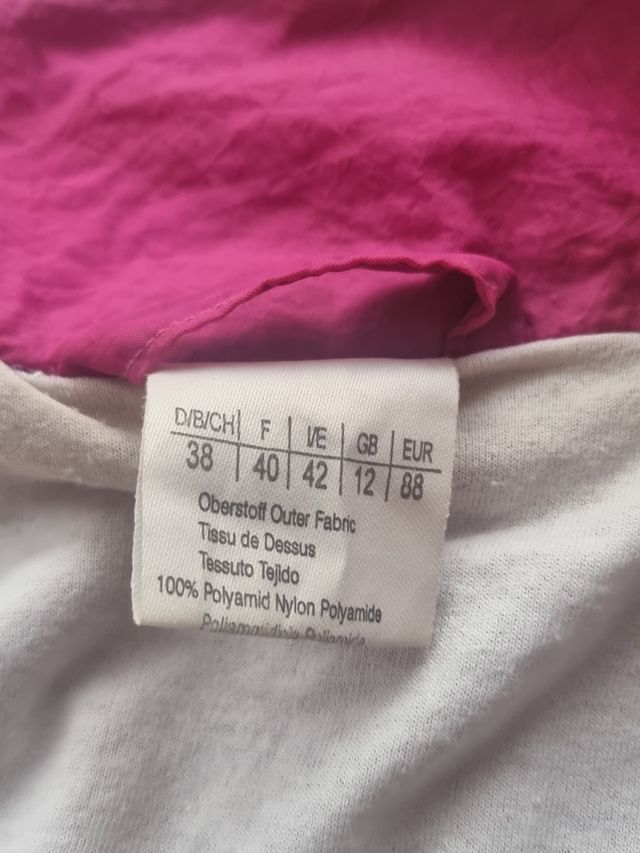 D/B/CH F I/E GB EUR
38 40 42 12 88
Oberstoff Outer Fabric
Tissu de Dessus
Tessuto Tejido
100% Polyamid Nylon Polyamide